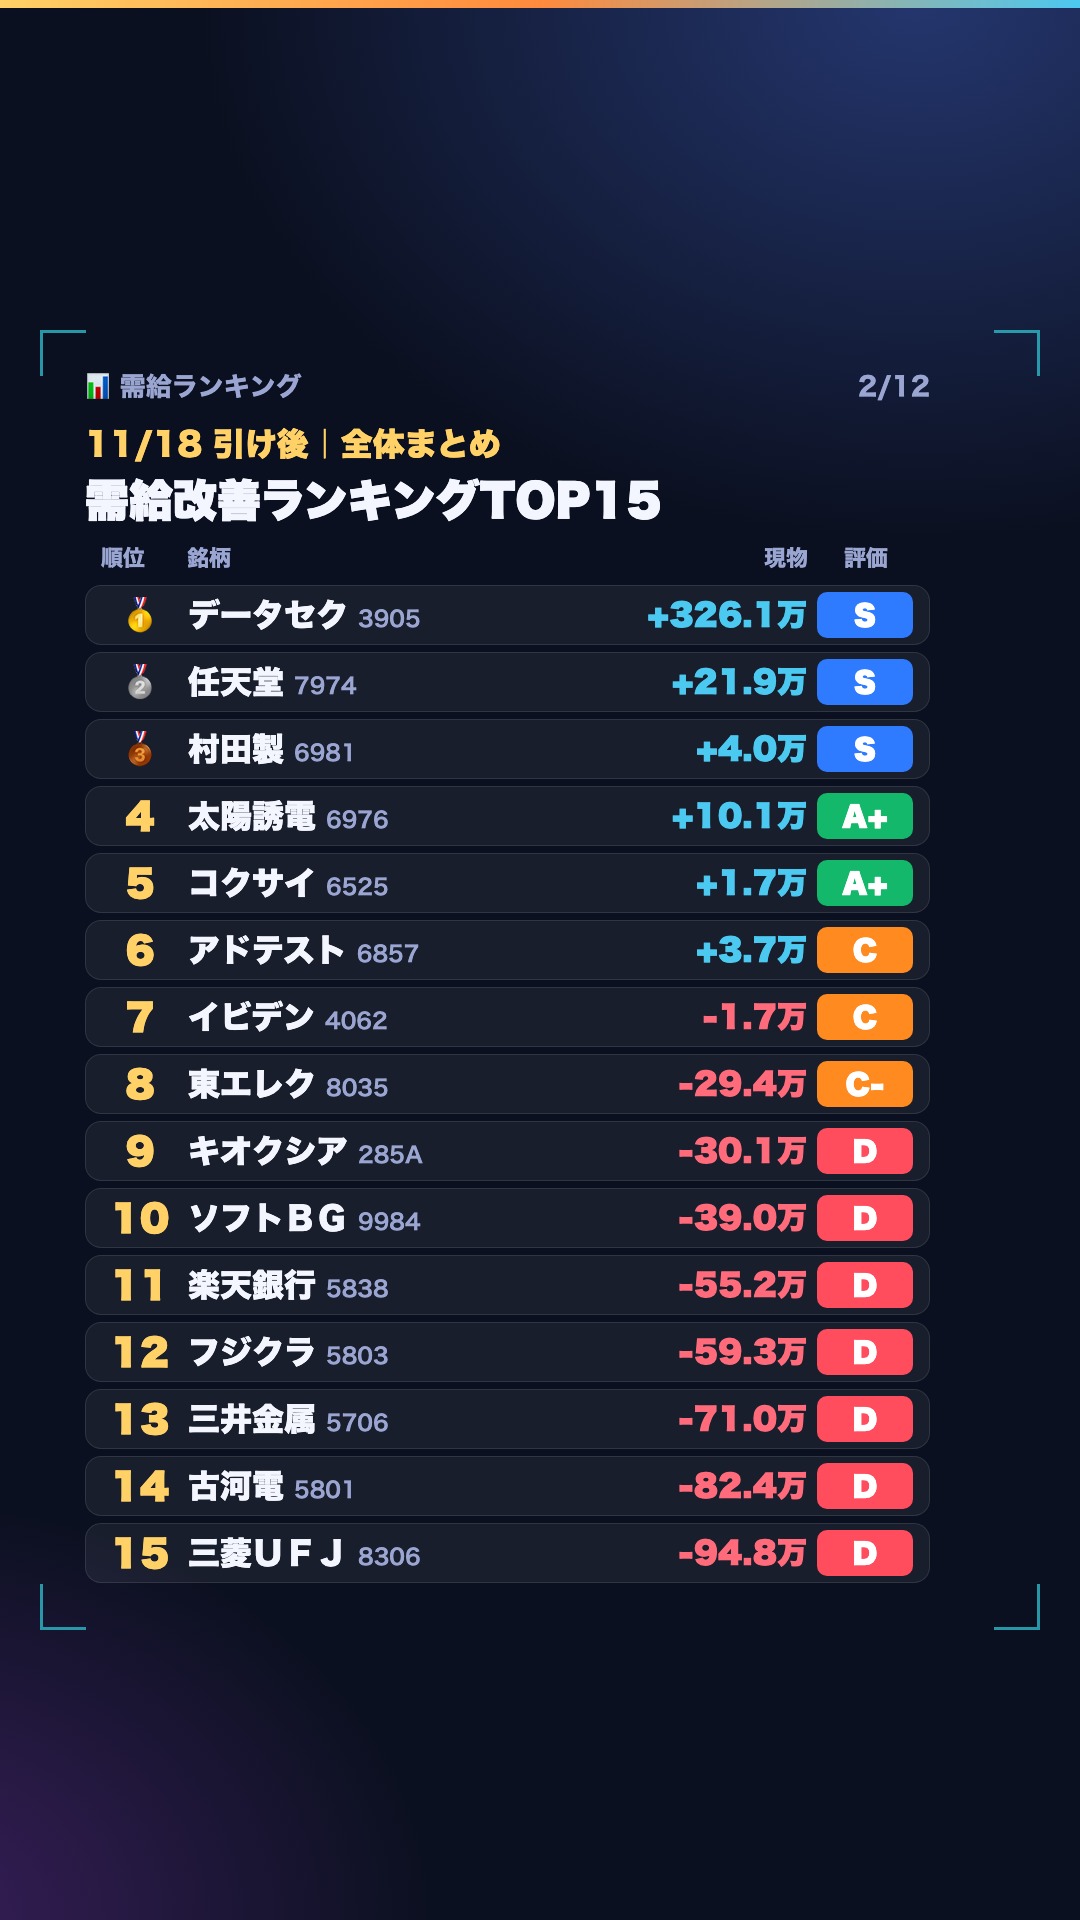 📊 需給ランキング 2/12
11/18 引け後｜全体まとめ
需給改善ランキングTOP15
順位 銘柄 現物 評価
🥇 データセク 3905 +326.1万 S
🥈 任天堂 7974 +21.9万 S
🥉 村田製 6981 +4.0万 S
4 太陽誘電 6976 +10.1万 A+
5 コクサイ 6525 +1.7万 A+
6 アドテスト 6857 +3.7万 C
7 イビデン 4062 -1.7万 C
8 東エレク 8035 -29.4万 C-
9 キオクシア 285A -30.1万 D
10 ソフトＢＧ 9984 -39.0万 D
11 楽天銀行 5838 -55.2万 D
12 フジクラ 5803 -59.3万 D
13 三井金属 5706 -71.0万 D
14 古河電 5801 -82.4万 D
15 三菱ＵＦＪ 8306 -94.8万 D